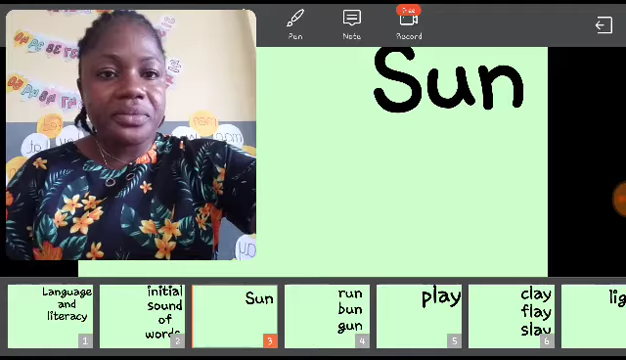 Pen
Note
Record
Sun
Language
and
literacy
1
initial
sound
of
words
2
Sun
3
run
bun
gun
4
play
5
clay
flay
slay
6